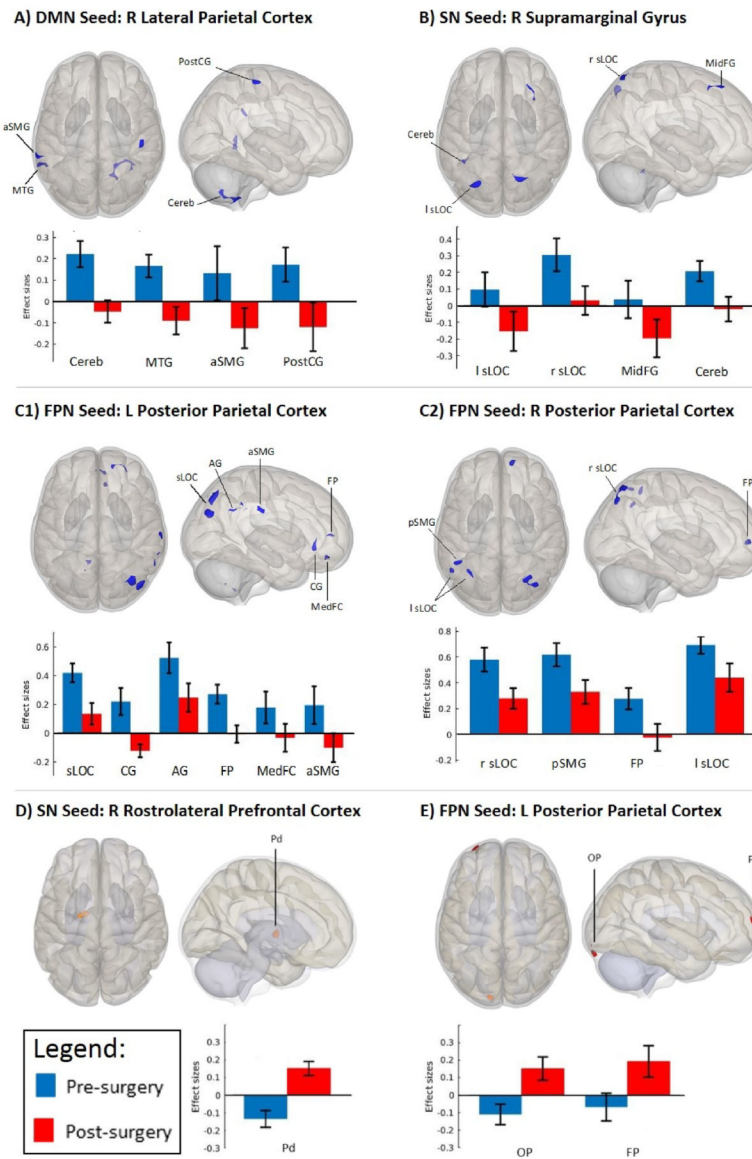 A) DMN Seed: R Lateral Parietal Cortex
PostCG
aSMG
MTG
Cereb
Effect sizes
0.3
0.2
0.1
0
-0.1
-0.2
Cereb MTG aSMG PostCG
B) SN Seed: R Supramarginal Gyrus
r sLOC
MidFG
Cereb
l sLOC
Effect sizes
0.4
0.3
0.2
0.1
0
-0.1
-0.2
-0.3
l sLOC r sLOC MidFG Cereb
C1) FPN Seed: L Posterior Parietal Cortex
sLOC
AG
aSMG
FP
CG
MedFC
Effect sizes
0.6
0.4
0.2
0
-0.2
sLOC CG AG FP MedFC aSMG
C2) FPN Seed: R Posterior Parietal Cortex
r sLOC
FP
pSMG
l sLOC
Effect sizes
0.8
0.6
0.4
0.2
0
-0.2
r sLOC pSMG FP l sLOC
D) SN Seed: R Rostrolateral Prefrontal Cortex
Pd
Effect sizes
0.3
0.2
0.1
0
-0.1
-0.2
-0.3
Pd
Legend:
Pre-surgery
Post-surgery
E) FPN Seed: L Posterior Parietal Cortex
OP
Effect sizes
0.3
0.2
0.1
0
-0.1
-0.2
-0.3
OP FP